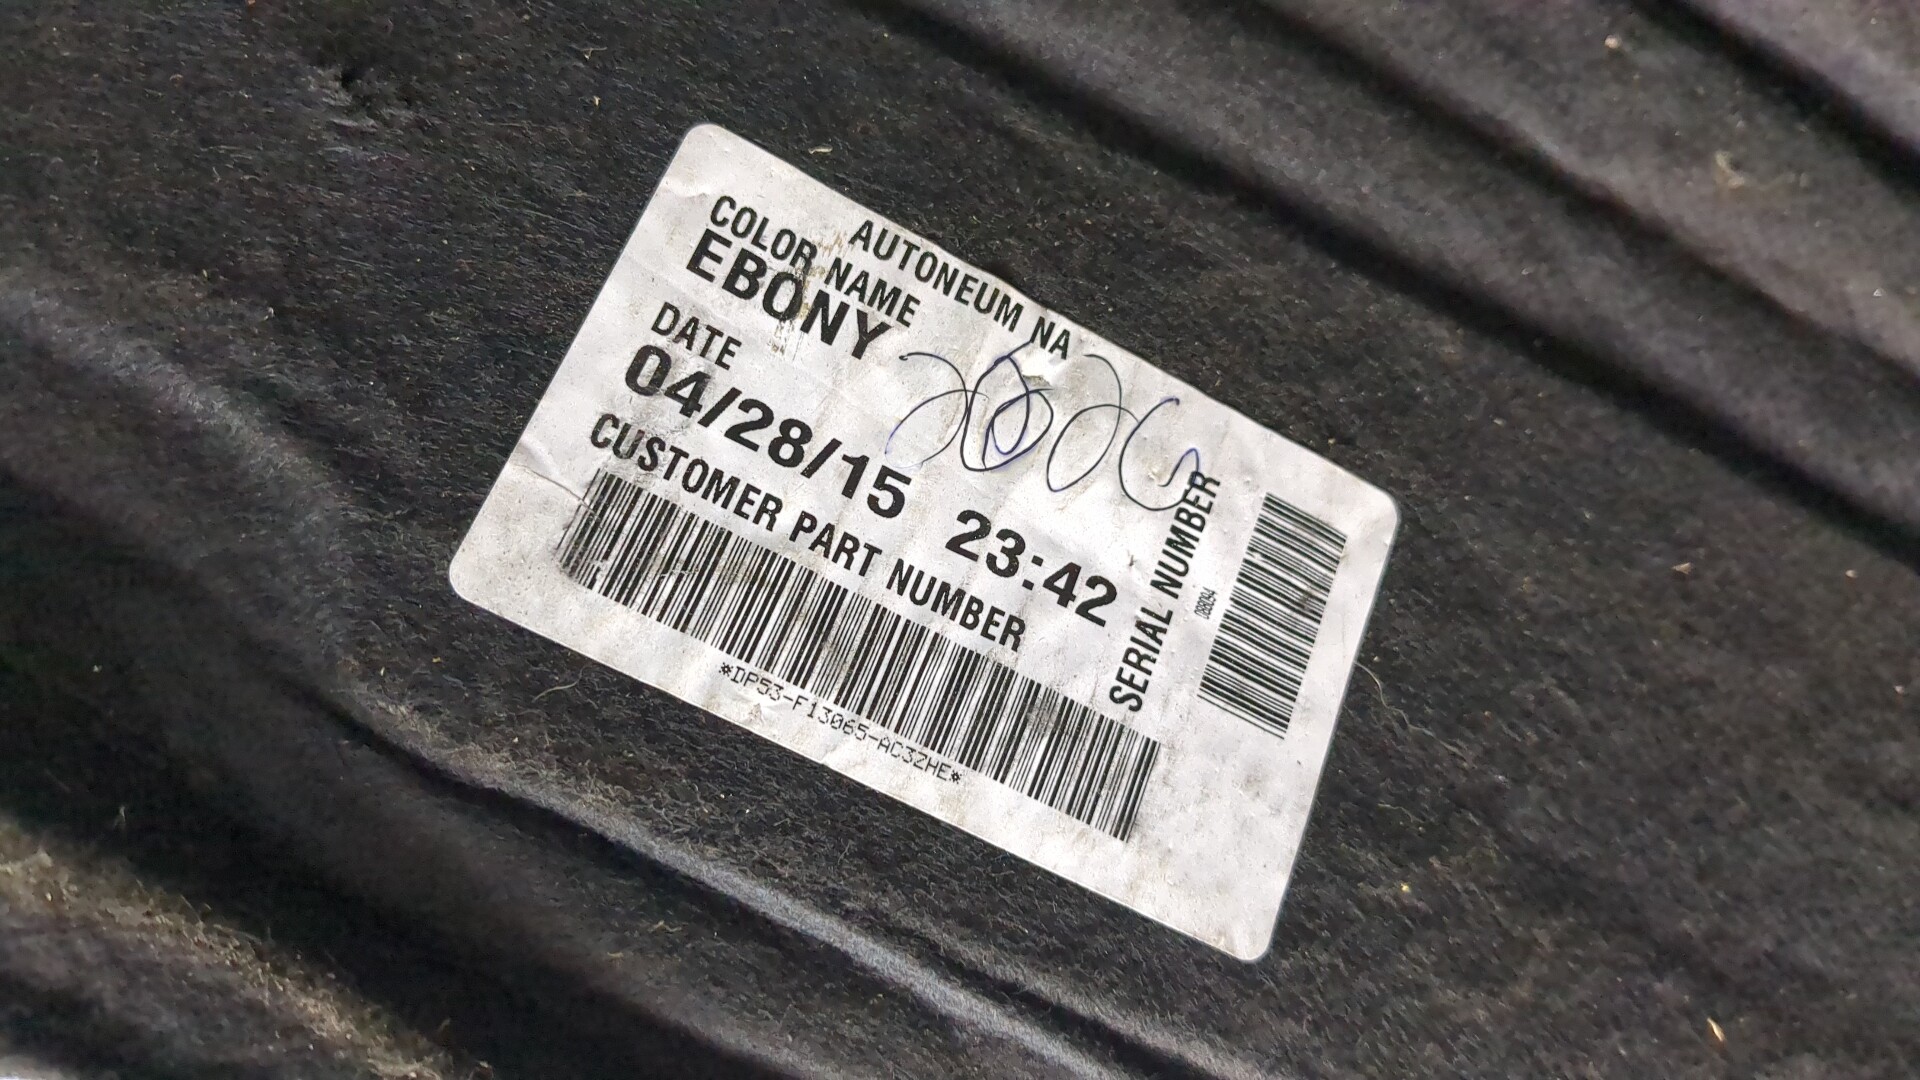 AUTONEUM NA
COLOR NAME
EBONY
DATE
04/28/15 23:42
CUSTOMER PART NUMBER
*DP53-F13065-AC3ZHE*
SERIAL NUMBER